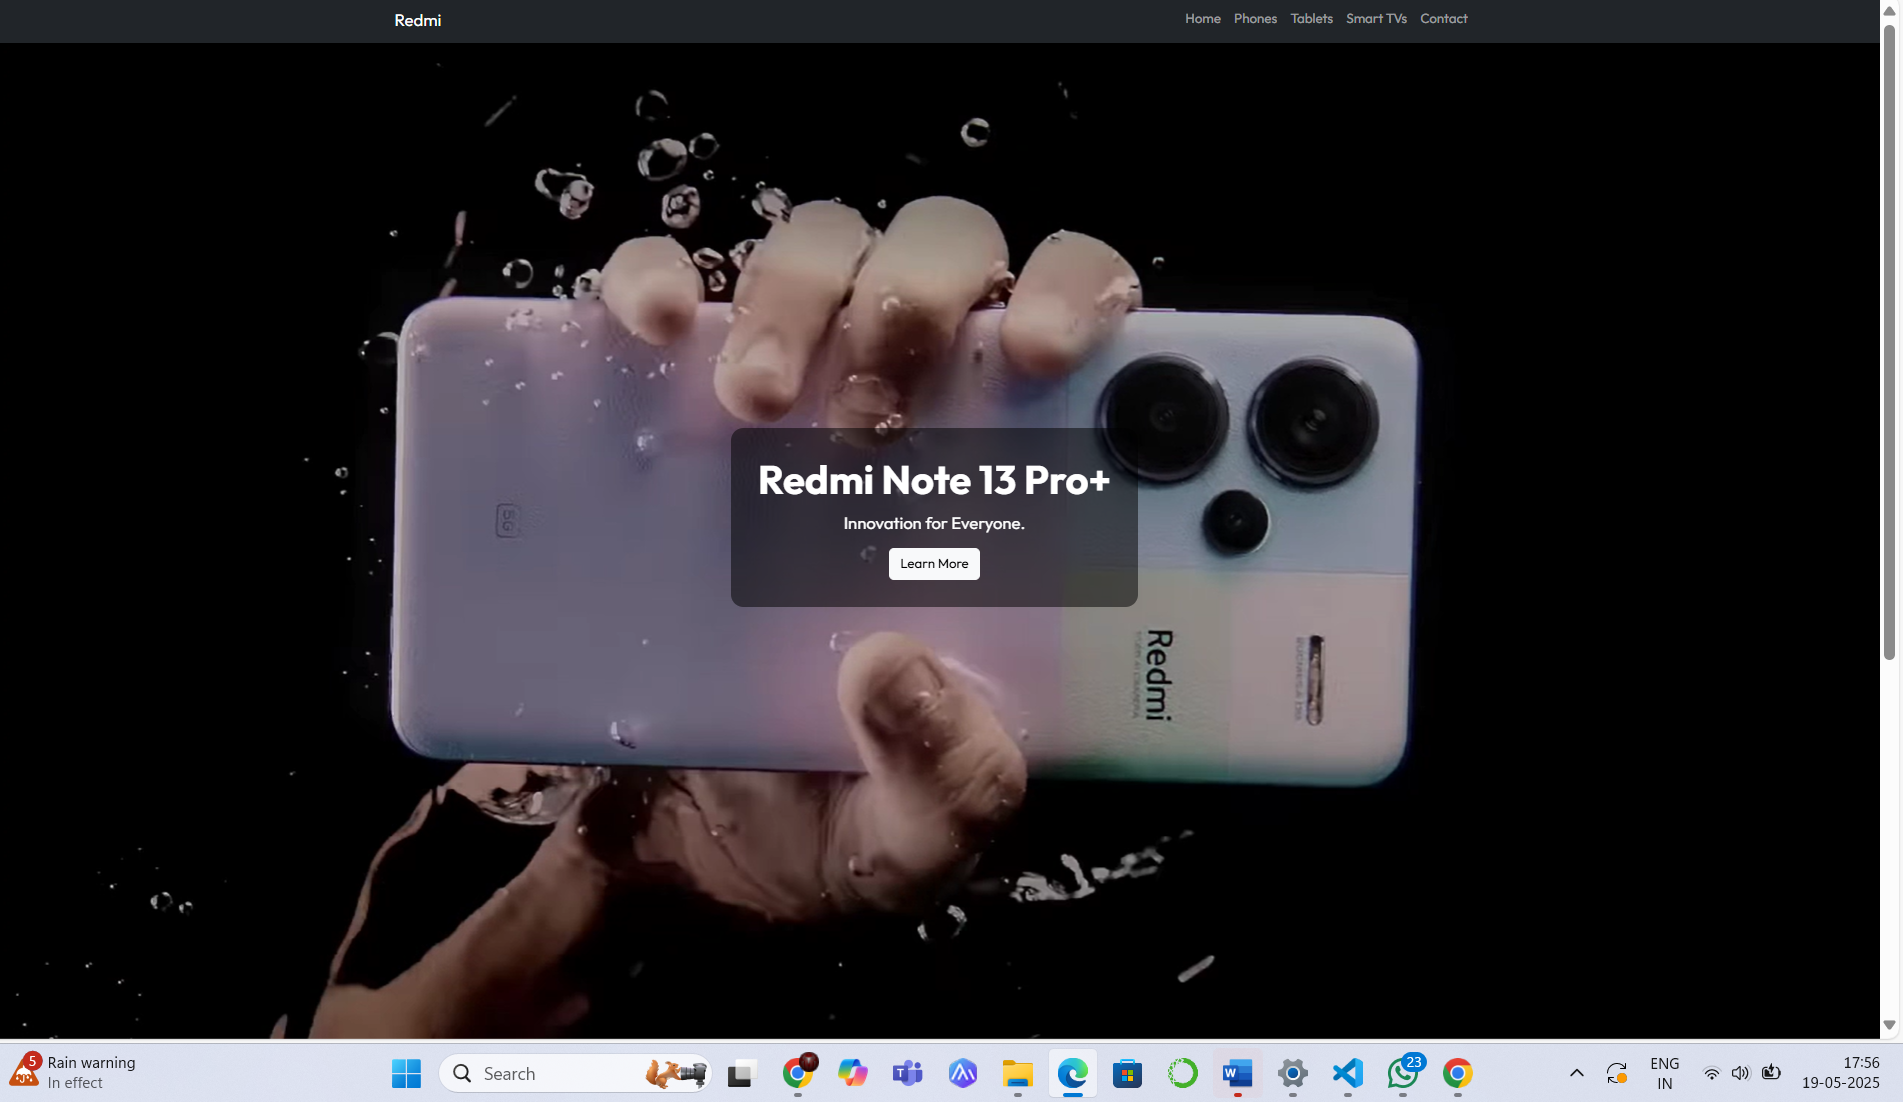 Redmi
Home Phones Tablets Smart TVs Contact
Redmi Note 13 Pro+
Innovation for Everyone.
Learn More
5G
Redmi
5
Rain warning
In effect
Search
23
ENG
IN
17:56
19-05-2025